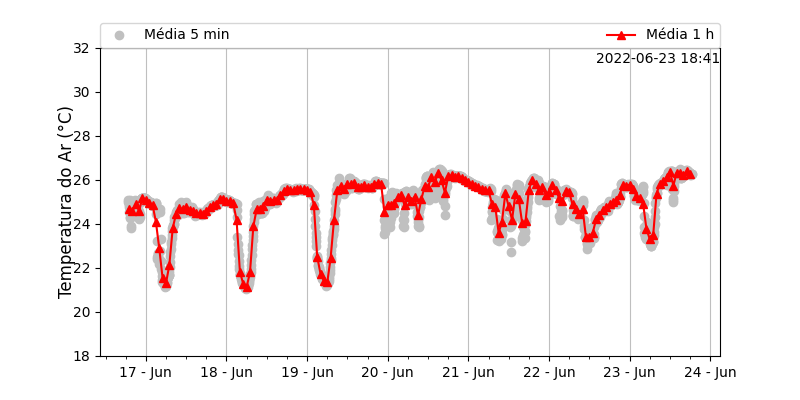 Média 5 min
Média 1 h
2022-06-23 18:41
Temperatura do Ar (°C)
32
30
28
26
24
22
20
18
17 - Jun
18 - Jun
19 - Jun
20 - Jun
21 - Jun
22 - Jun
23 - Jun
24 - Jun